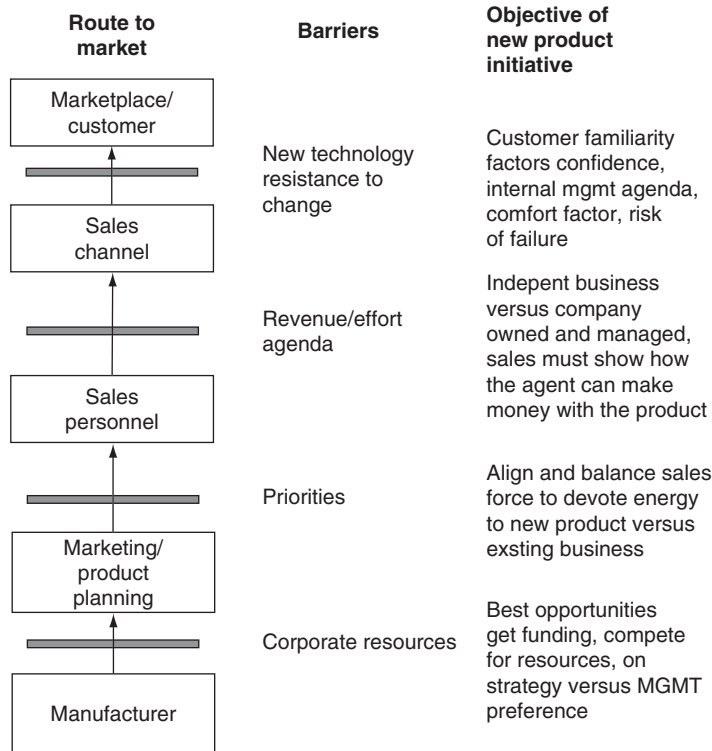 Route to
market
Barriers
Objective of
new product
initiative
Marketplace/
customer
New technology
resistance to
change
Customer familiarity
factors confidence,
internal mgmt agenda,
comfort factor, risk
of failure
Sales
channel
Revenue/effort
agenda
Indepent business
versus company
owned and managed,
sales must show how
the agent can make
money with the product
Sales
personnel
Priorities
Align and balance sales
force to devote energy
to new product versus
exsting business
Marketing/
product
planning
Corporate resources
Best opportunities
get funding, compete
for resources, on
strategy versus MGMT
preference
Manufacturer